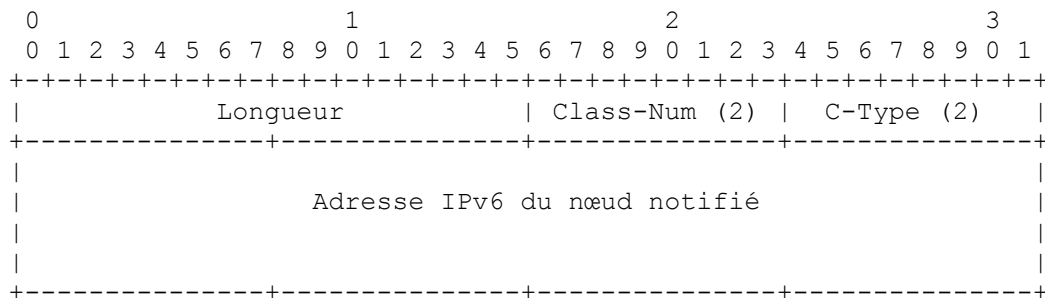 0                   1                   2                   3
0 1 2 3 4 5 6 7 8 9 0 1 2 3 4 5 6 7 8 9 0 1 2 3 4 5 6 7 8 9 0 1
+-+-+-+-+-+-+-+-+-+-+-+-+-+-+-+-+-+-+-+-+-+-+-+-+-+-+-+-+-+-+-+-+
|            Longueur           | Class-Num (2) |  C-Type (2)   |
+---------------+---------------+---------------+---------------+
|                                                               |
|                  Adresse IPv6 du nœud notifié                 |
|                                                               |
|                                                               |
+---------------+---------------+---------------+---------------+